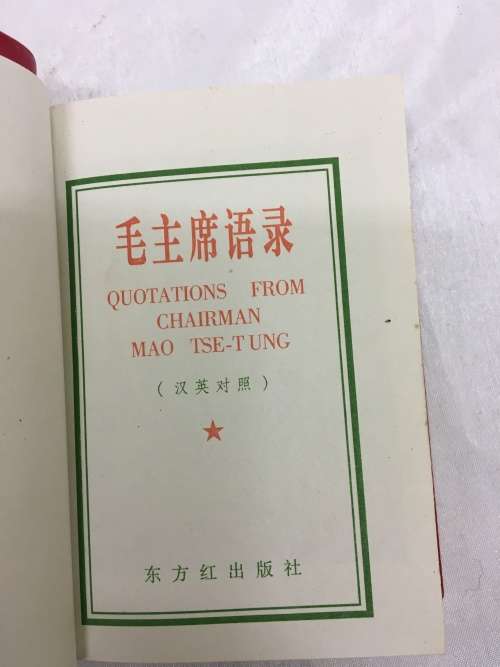 毛主席语录
QUOTATIONS FROM
CHAIRMAN
MAO TSE-TUNG
(汉英对照)
东方红出版社